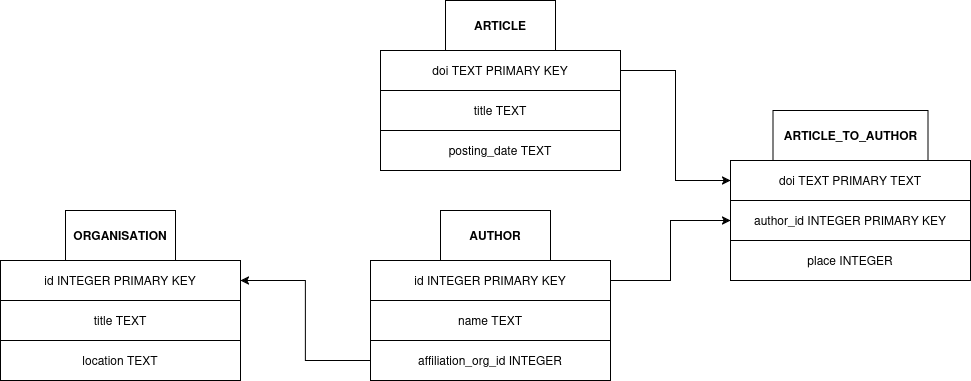 ARTICLE
doi TEXT PRIMARY KEY
title TEXT
posting_date TEXT
ARTICLE_TO_AUTHOR
doi TEXT PRIMARY TEXT
author_id INTEGER PRIMARY KEY
place INTEGER
ORGANISATION
id INTEGER PRIMARY KEY
title TEXT
location TEXT
AUTHOR
id INTEGER PRIMARY KEY
name TEXT
affiliation_org_id INTEGER